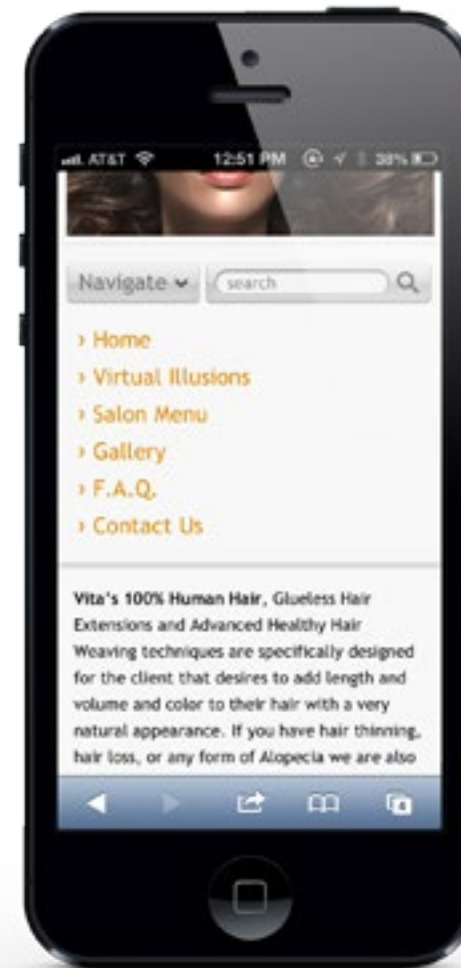 AT&T 12:51 PM 38%
Navigate search
› Home
› Virtual Illusions
› Salon Menu
› Gallery
› F.A.Q.
› Contact Us
Vita's 100% Human Hair, Glueless Hair
Extensions and Advanced Healthy Hair
Weaving techniques are specifically designed
for the client that desires to add length and
volume and color to their hair with a very
natural appearance. If you have hair thinning,
hair loss, or any form of Alopecia we are also